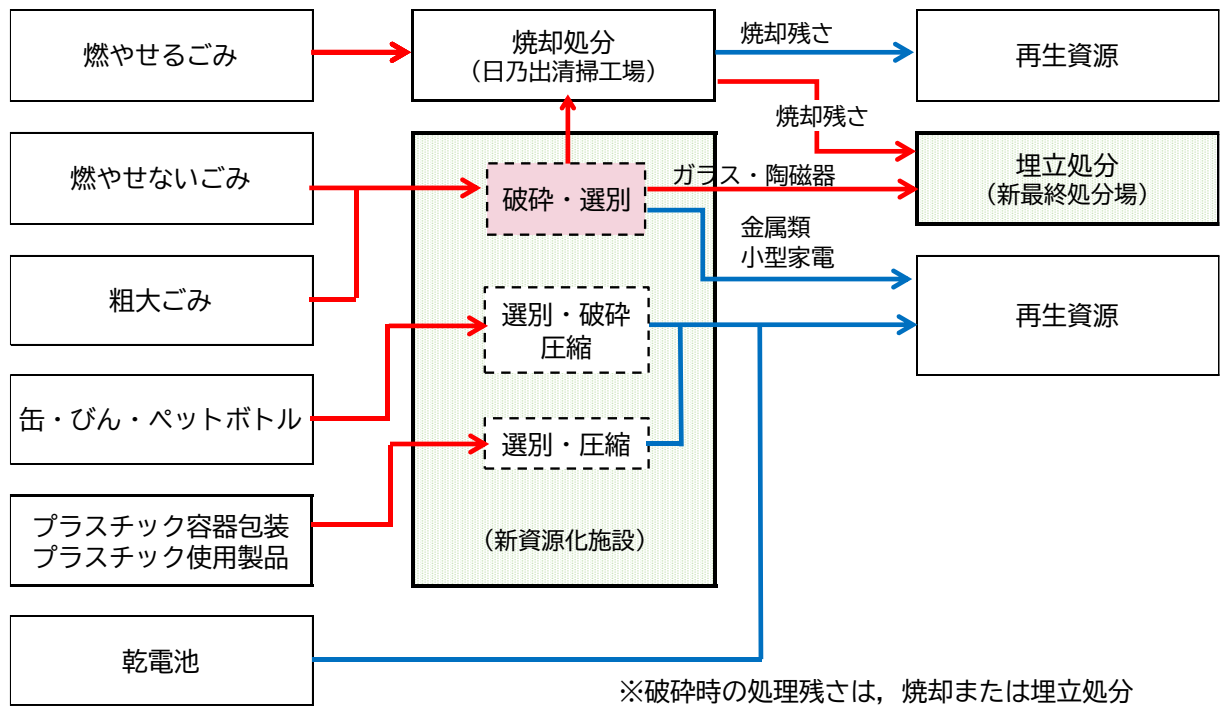 燃やせるごみ
焼却処分
（日乃出清掃工場）
焼却残さ
再生資源
焼却残さ
燃やせないごみ
破砕・選別
ガラス・陶磁器
埋立処分
（新最終処分場）
金属類
小型家電
粗大ごみ
選別・破砕
圧縮
再生資源
缶・びん・ペットボトル
選別・圧縮
プラスチック容器包装
プラスチック使用製品
（新資源化施設）
乾電池
※破砕時の処理残さは，焼却または埋立処分